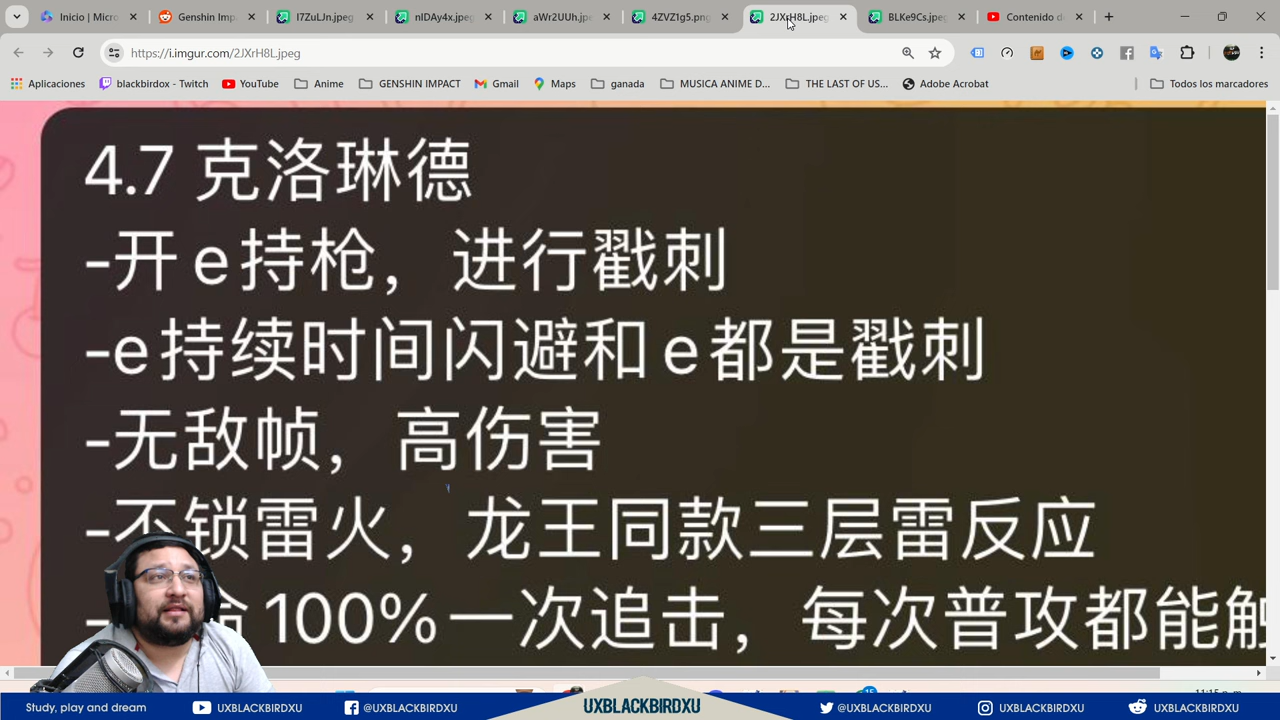 Inicio | Micro
Genshin Imp
I7ZuLJn.jpeg
nIDAy4x.jpeg
aWr2UUh.jpe
4ZVZ1g5.png
2JXrH8L.jpeg
BLKe9Cs.jpeg
Contenido d
https://i.imgur.com/2JXrH8L.jpeg
Aplicaciones
blackbirdox - Twitch
YouTube
Anime
GENSHIN IMPACT
Gmail
Maps
ganada
MUSICA ANIME D...
THE LAST OF US...
Adobe Acrobat
Todos los marcadores
4.7 克洛琳德
-开e持枪，进行戳刺
-e持续时间闪避和e都是戳刺
-无敌帧，高伤害
-不锁雷火，龙王同款三层雷反应
命100%一次追击，每次普攻都能触
Study, play and dream
UXBLACKBIRDXU
@UXBLACKBIRDXU
UXBLACKBIRDXU
@UXBLACKBIRDXU
UXBLACKBIRDXU
UXBLACKBIRDXU